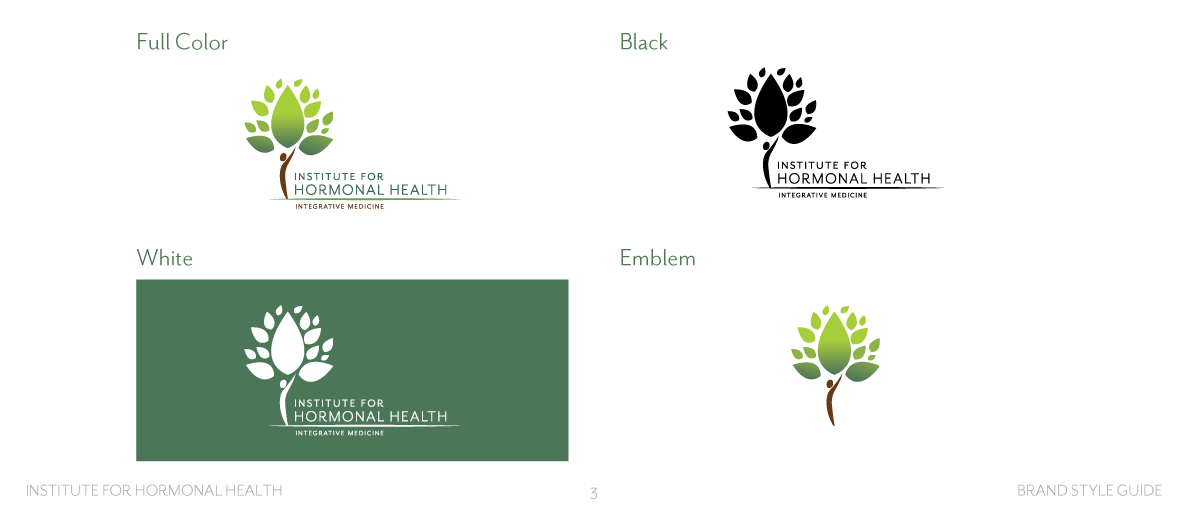 Full Color
INSTITUTE FOR
HORMONAL HEALTH
INTEGRATIVE MEDICINE
Black
INSTITUTE FOR
HORMONAL HEALTH
INTEGRATIVE MEDICINE
White
INSTITUTE FOR
HORMONAL HEALTH
INTEGRATIVE MEDICINE
Emblem
INSTITUTE FOR HORMONAL HEALTH
3
BRAND STYLE GUIDE